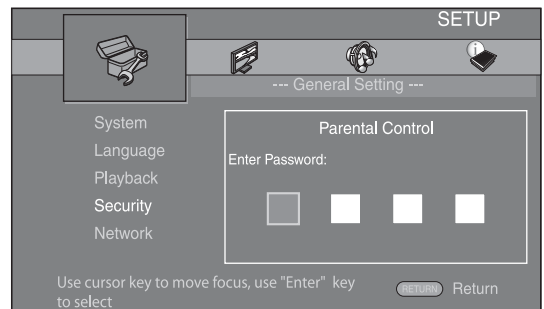 SETUP
--- General Setting ---
System
Language
Playback
Security
Network
Parental Control
Enter Password:
Use cursor key to move focus, use "Enter" key
to select
RETURN Return